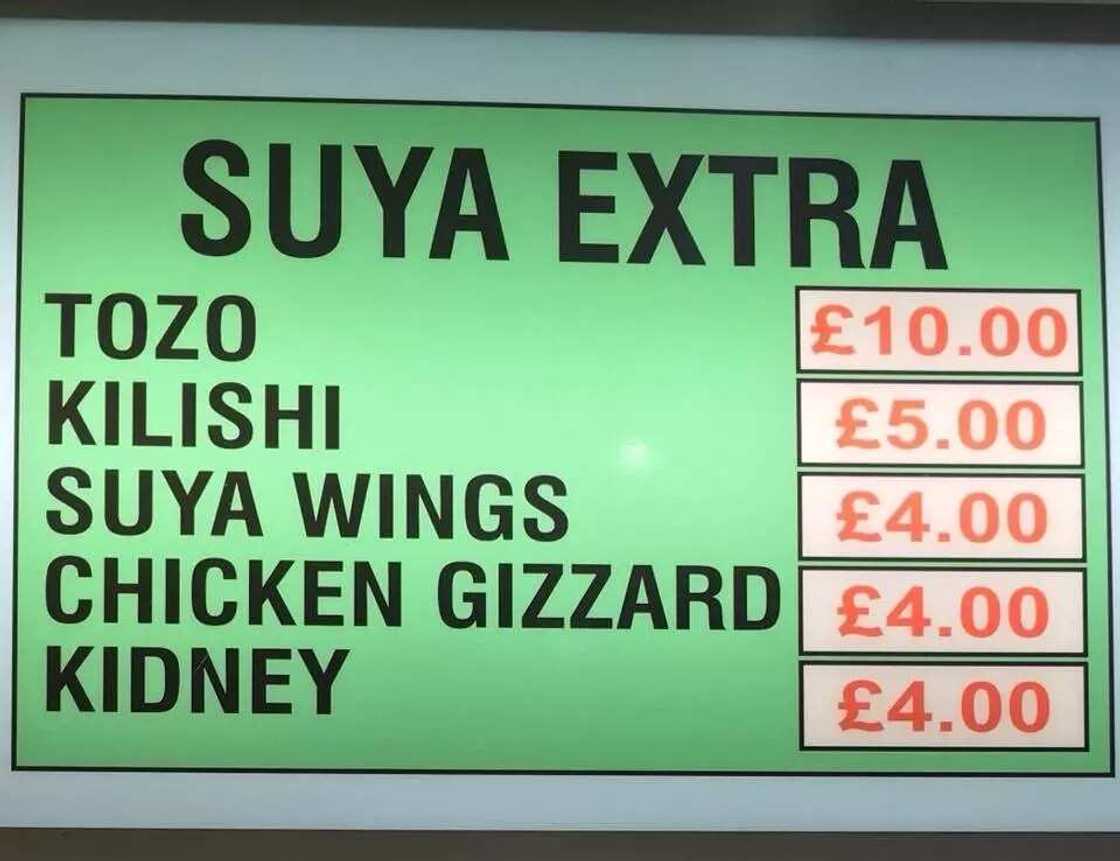 SUYA EXTRA
TOZO £10.00
KILISHI £5.00
SUYA WINGS £4.00
CHICKEN GIZZARD £4.00
KIDNEY £4.00